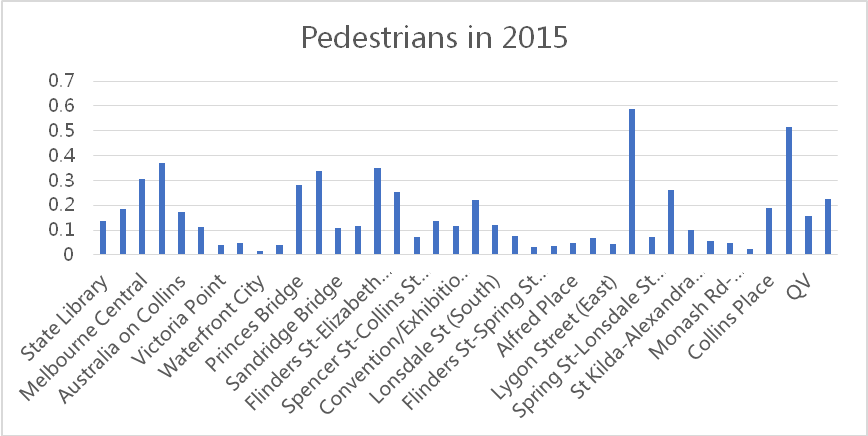 Pedestrians in 2015
0.7
0.6
0.5
0.4
0.3
0.2
0.1
0
State Library
Melbourne Central
Australia on Collins
Victoria Point
Waterfront City
Princes Bridge
Sandridge Bridge
Flinders St-Elizabeth…
Spencer St-Collins St…
Convention/Exhibitio…
Lonsdale St (South)
Flinders St-Spring St…
Alfred Place
Lygon Street (East)
Spring St-Lonsdale St…
St Kilda-Alexandra…
Monash Rd-…
Collins Place
QV